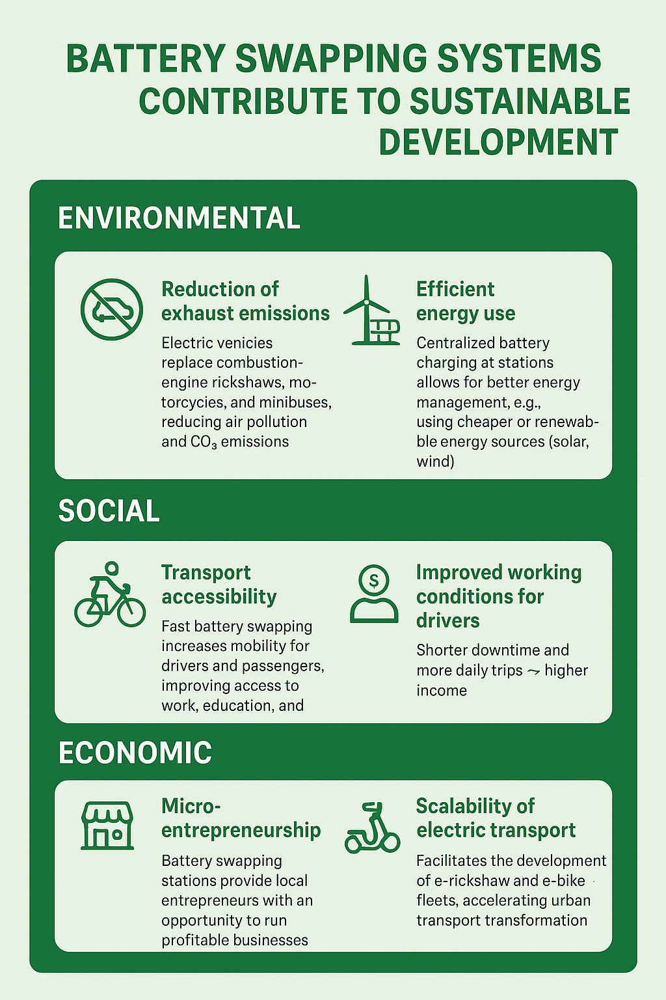 BATTERY SWAPPING SYSTEMS
CONTRIBUTE TO SUSTAINABLE
DEVELOPMENT
ENVIRONMENTAL
Reduction of
exhaust emissions
Electric venicies
replace combustion-
engine rickshaws, mo-
torcycies, and minibuses,
reducing air pollution
and CO₃ emissions
Efficient
energy use
Centralized battery
charging at stations
allows for better energy
management, e.g.,
using cheaper or renewab-
ble energy sources (solar,
wind)
SOCIAL
Transport
accessibility
Fast battery swapping
increases mobility for
drivers and passengers,
improving access to
work, education, and
$
Improved working
conditions for
drivers
Shorter downtime and
more daily trips ⇁ higher
income
ECONOMIC
Micro-
entrepreneurship
Battery swapping
stations provide local
entrepreneurs with an
opportunity to run
profitable businesses
Scalability of
electric transport
Facilitates the development
of e-rickshaw and e-bike
fleets, accelerating urban
transport transformation